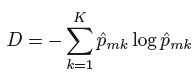 D = -\sum_{k=1}^{K} \hat{p}_{mk} \log \hat{p}_{mk}